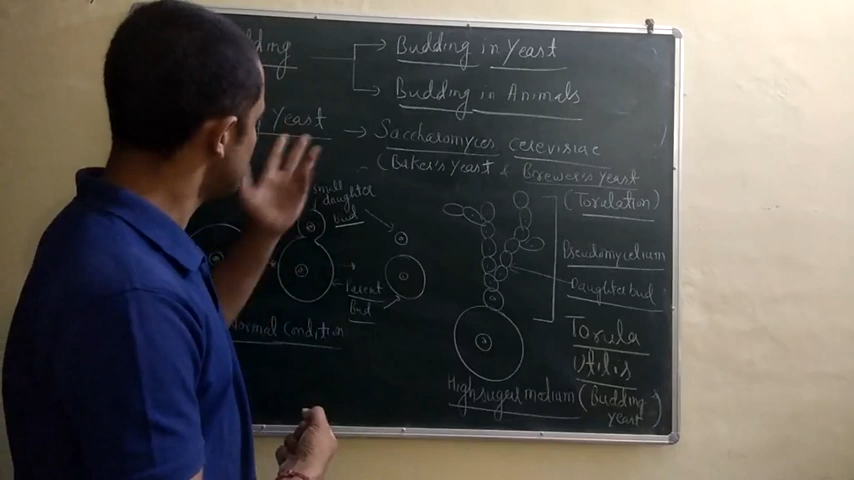 Budding in Yeast
Budding in Animals
Yeast
Saccharomyces cerevisiae
(Baker's yeast & Brewer's yeast
small
daughter
bud
(Torulation)
Pseudomycelium
Daughter bud
Parent
bud
Normal Condition
Torula
Utilis
High sugar medium (Budding
yeast)